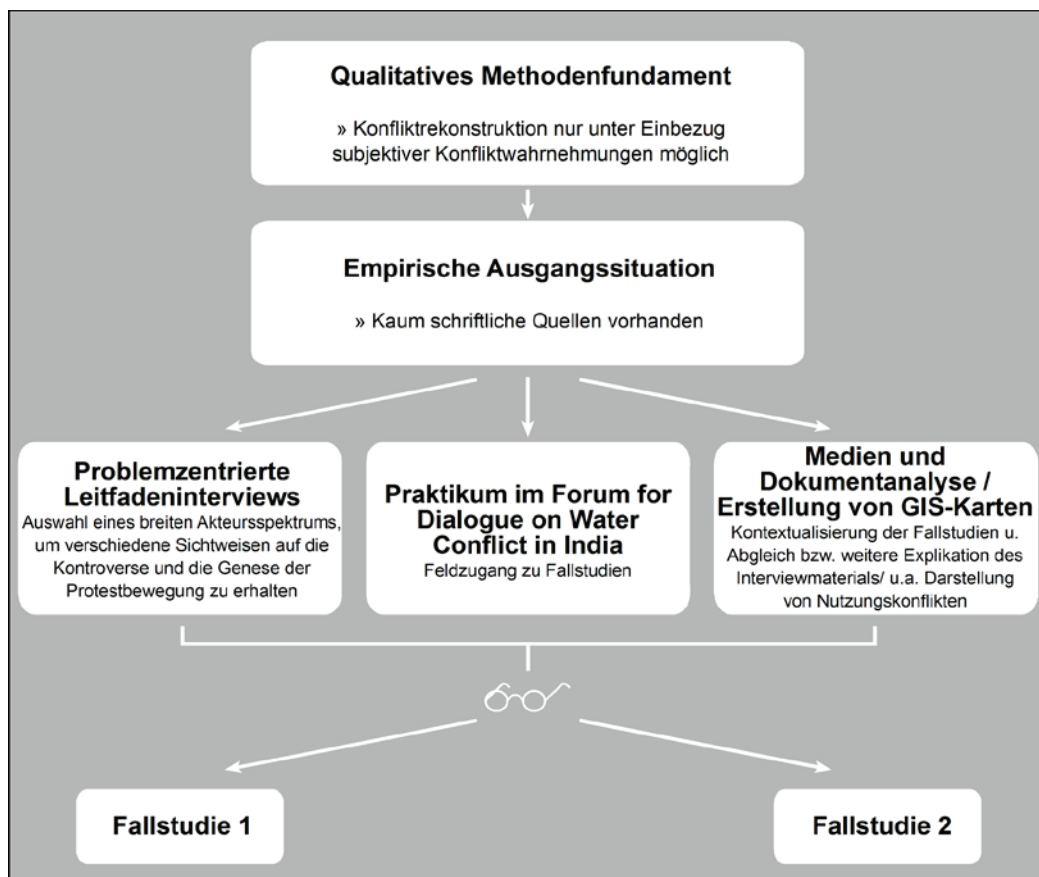 Qualitatives Methodenfundament
» Konfliktrekonstruktion nur unter Einbezug
subjektiver Konfliktwahrnehmungen möglich
Empirische Ausgangssituation
» Kaum schriftliche Quellen vorhanden
Problemzentrierte
Leitfadeninterviews
Auswahl eines breiten Akteursspektrums,
um verschiedene Sichtweisen auf die
Kontroverse und die Genese der
Protestbewegung zu erhalten
Praktikum im Forum for
Dialogue on Water
Conflict in India
Feldzugang zu Fallstudien
Medien und
Dokumentanalyse /
Erstellung von GIS-Karten
Kontextualisierung der Fallstudien u.
Abgleich bzw. weitere Explikation des
Interviewmaterials/ u.a. Darstellung
von Nutzungskonflikten
Fallstudie 1
Fallstudie 2